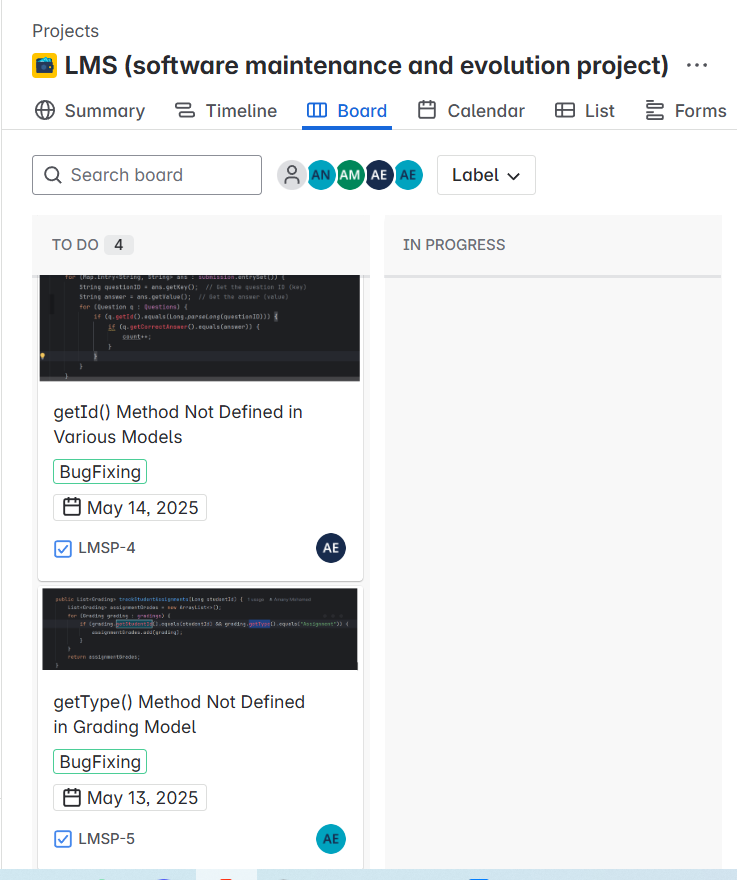 Projects
LMS (software maintenance and evolution project) ...
Summary Timeline Board Calendar List Forms
Search board AN AM AE AE Label
TO DO 4
IN PROGRESS
for (Map.Entry<String, String> ans : submission.entrySet()) {
String questionID = ans.getKey(); // Get the question ID (key)
String answer = ans.getValue(); // Get the answer (value)
for (Question q : Questions) {
if (q.getId().equals(Long.parseLong(questionID))) {
if (q.getCorrectAnswer().equals(answer)) {
count++;
}
}
}
}
getId() Method Not Defined in
Various Models
BugFixing
May 14, 2025
LMSP-4 AE
public List<Grading> trackStudentAssignments(Long studentId) {
List<Grading> assignmentGrades = new ArrayList<>();
for (Grading grading : gradings) {
if (grading.getStudentId().equals(studentId) && grading.getType().equals("Assignment")) {
assignmentGrades.add(grading);
}
}
return assignmentGrades;
}
getType() Method Not Defined
in Grading Model
BugFixing
May 13, 2025
LMSP-5 AE